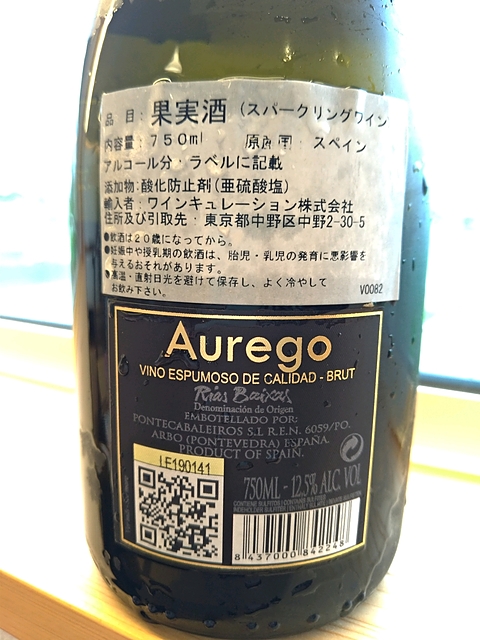 品 目：果実酒（スパークリングワイン
内容量：750ml 原産国：スペイン
アルコール分：ラベルに記載
添加物：酸化防止剤(亜硫酸塩)
輸入者：ワインキュレーション株式会社
住所及び引取先：東京都中野区中野2-30-5
●飲酒は20歳になってから。
●妊娠中や授乳期の飲酒は、胎児・乳児の発育に悪影響を
与えるおそれがあります。
●高温・直射日光を避けて保存し、よく冷やして
お飲み下さい。
V0082
Aurego
VINO ESPUMOSO DE CALIDAD - BRUT
Rías Baixas
Denominación de Origen
EMBOTELLADO POR:
PONTECABALEIROS S.L R.E.N. 6059/PO.
ARBO (PONTEVEDRA) ESPAÑA.
PRODUCT OF SPAIN.
LE190141
750ML - 12,5% ALC. VOL
8 437000 842248